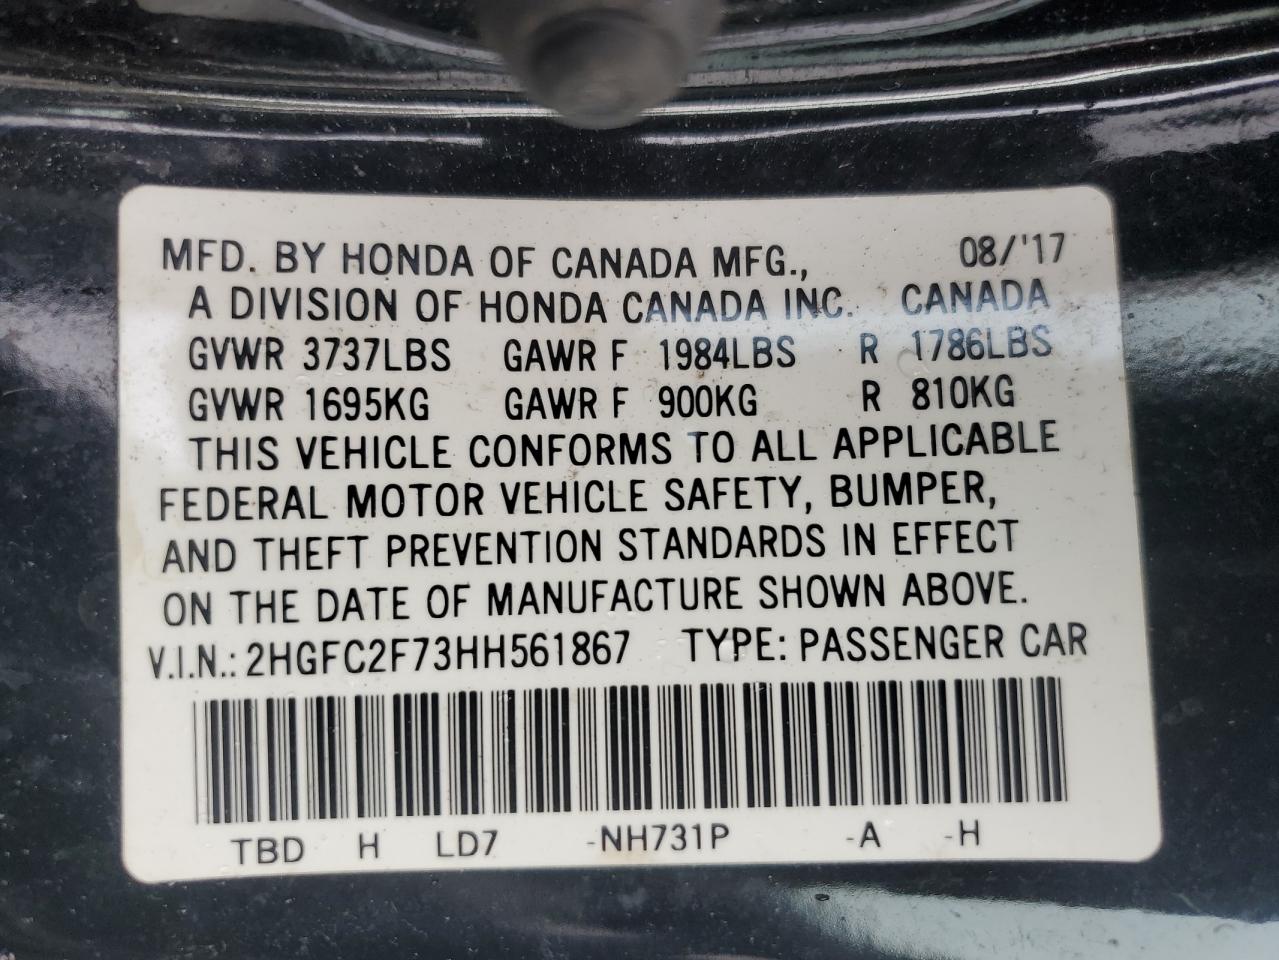 MFD. BY HONDA OF CANADA MFG., 08/'17
A DIVISION OF HONDA CANADA INC. CANADA
GVWR 3737LBS GAWR F 1984LBS R 1786LBS
GVWR 1695KG GAWR F 900KG R 810KG
THIS VEHICLE CONFORMS TO ALL APPLICABLE
FEDERAL MOTOR VEHICLE SAFETY, BUMPER,
AND THEFT PREVENTION STANDARDS IN EFFECT
ON THE DATE OF MANUFACTURE SHOWN ABOVE.
V.I.N.: 2HGFC2F73HH561867 TYPE: PASSENGER CAR
TBD H LD7 -NH731P -A -H